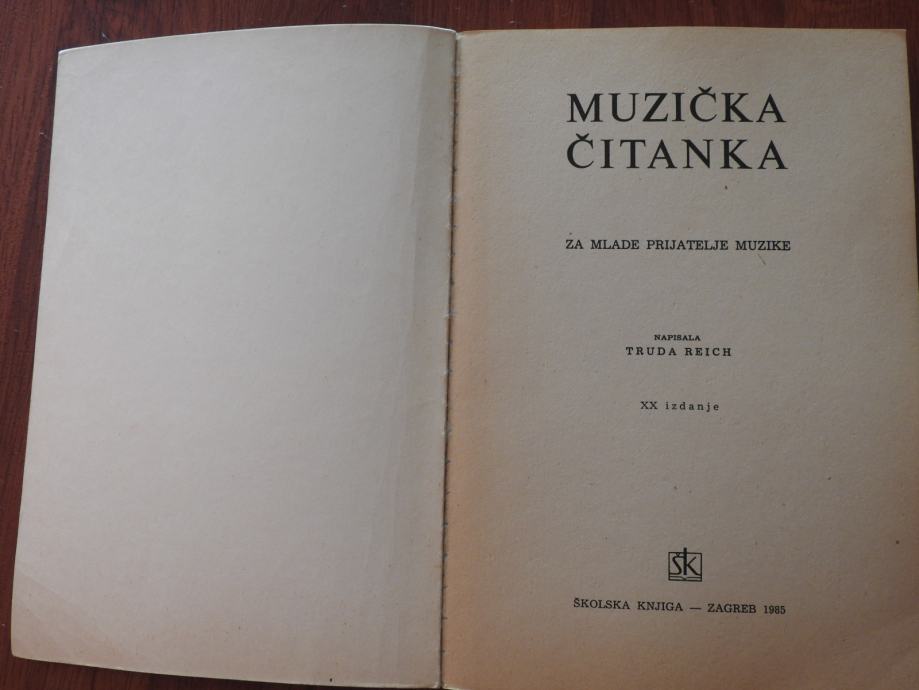 MUZIČKA
ČITANKA
ZA MLADE PRIJATELJE MUZIKE
NAPISALA
TRUDA REICH
XX izdanje
ŠK
ŠKOLSKA KNJIGA — ZAGREB 1985